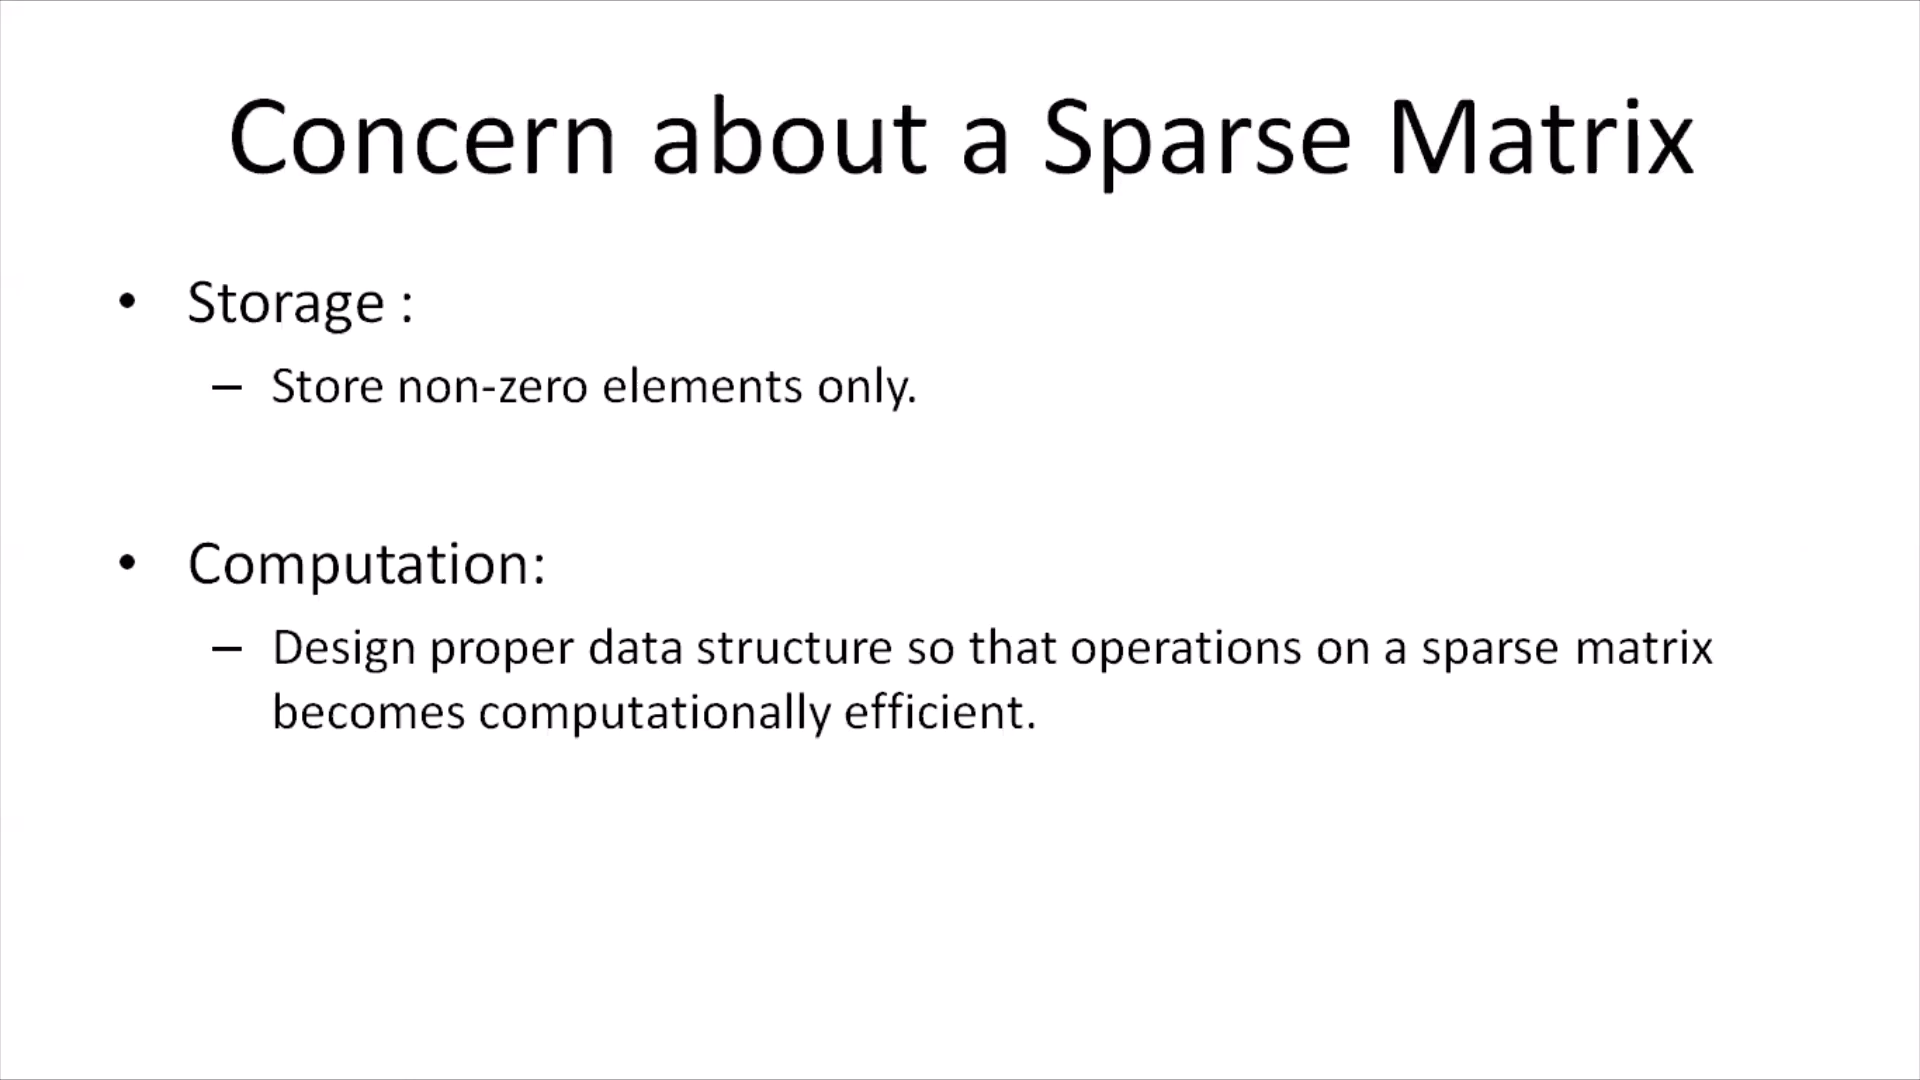 Concern about a Sparse Matrix
• Storage :
– Store non-zero elements only.
• Computation:
– Design proper data structure so that operations on a sparse matrix
becomes computationally efficient.